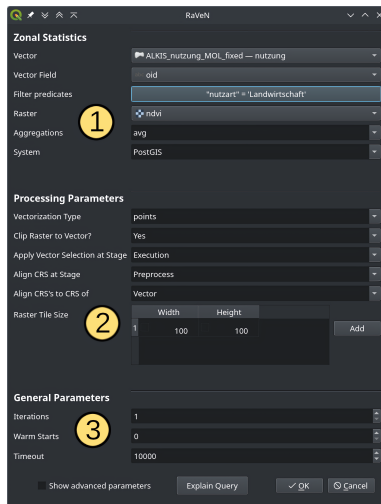 RaVeN
Zonal Statistics
Vector ALKIS_nutzung_MOL_fixed — nutzung
Vector Field oid
Filter predicates "nutzart" = 'Landwirtschaft'
Raster ndvi
1
Aggregations avg
System PostGIS
Processing Parameters
Vectorization Type points
Clip Raster to Vector? Yes
Apply Vector Selection at Stage Execution
Align CRS at Stage Preprocess
Align CRS's to CRS of Vector
Raster Tile Size
2
Width Height
1 100 100
Add
General Parameters
Iterations 1
3
Warm Starts 0
Timeout 10000
Show advanced parameters Explain Query OK Cancel